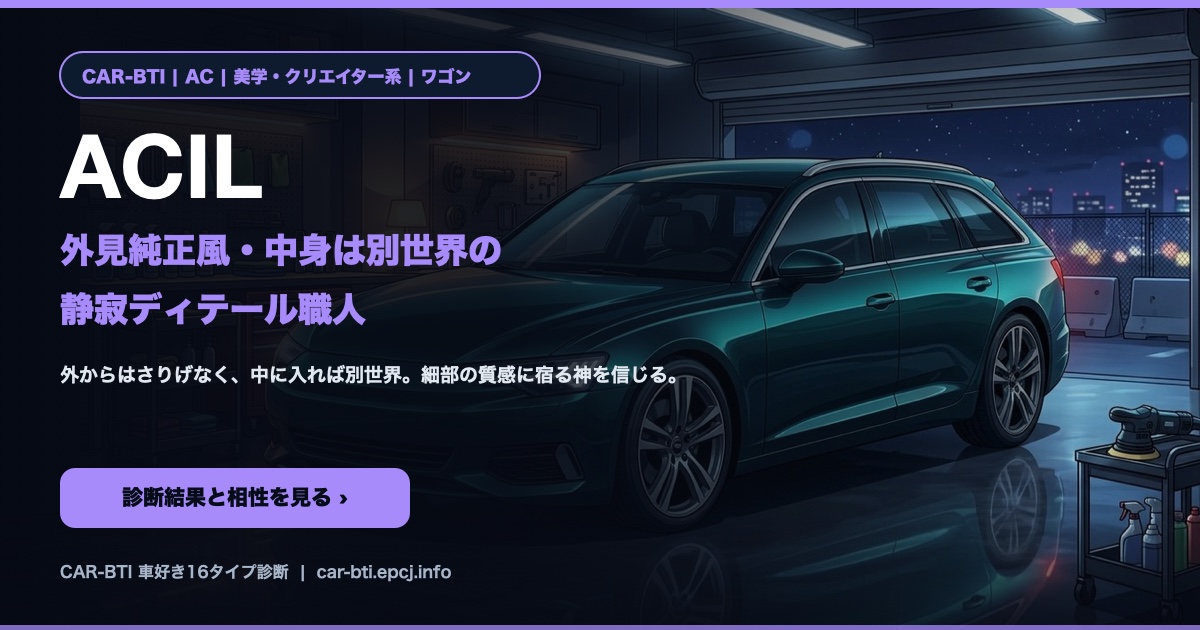 CAR-BTI | AC | 美学・クリエイター系 | ワゴン
ACIL
外見純正風・中身は別世界の
静寂ディテール職人
外からはさりげなく、中に入れば別世界。細部の質感に宿る神を信じる。
診断結果と相性を見る ›
CAR-BTI 車好き16タイプ診断 | car-bti.epcj.info